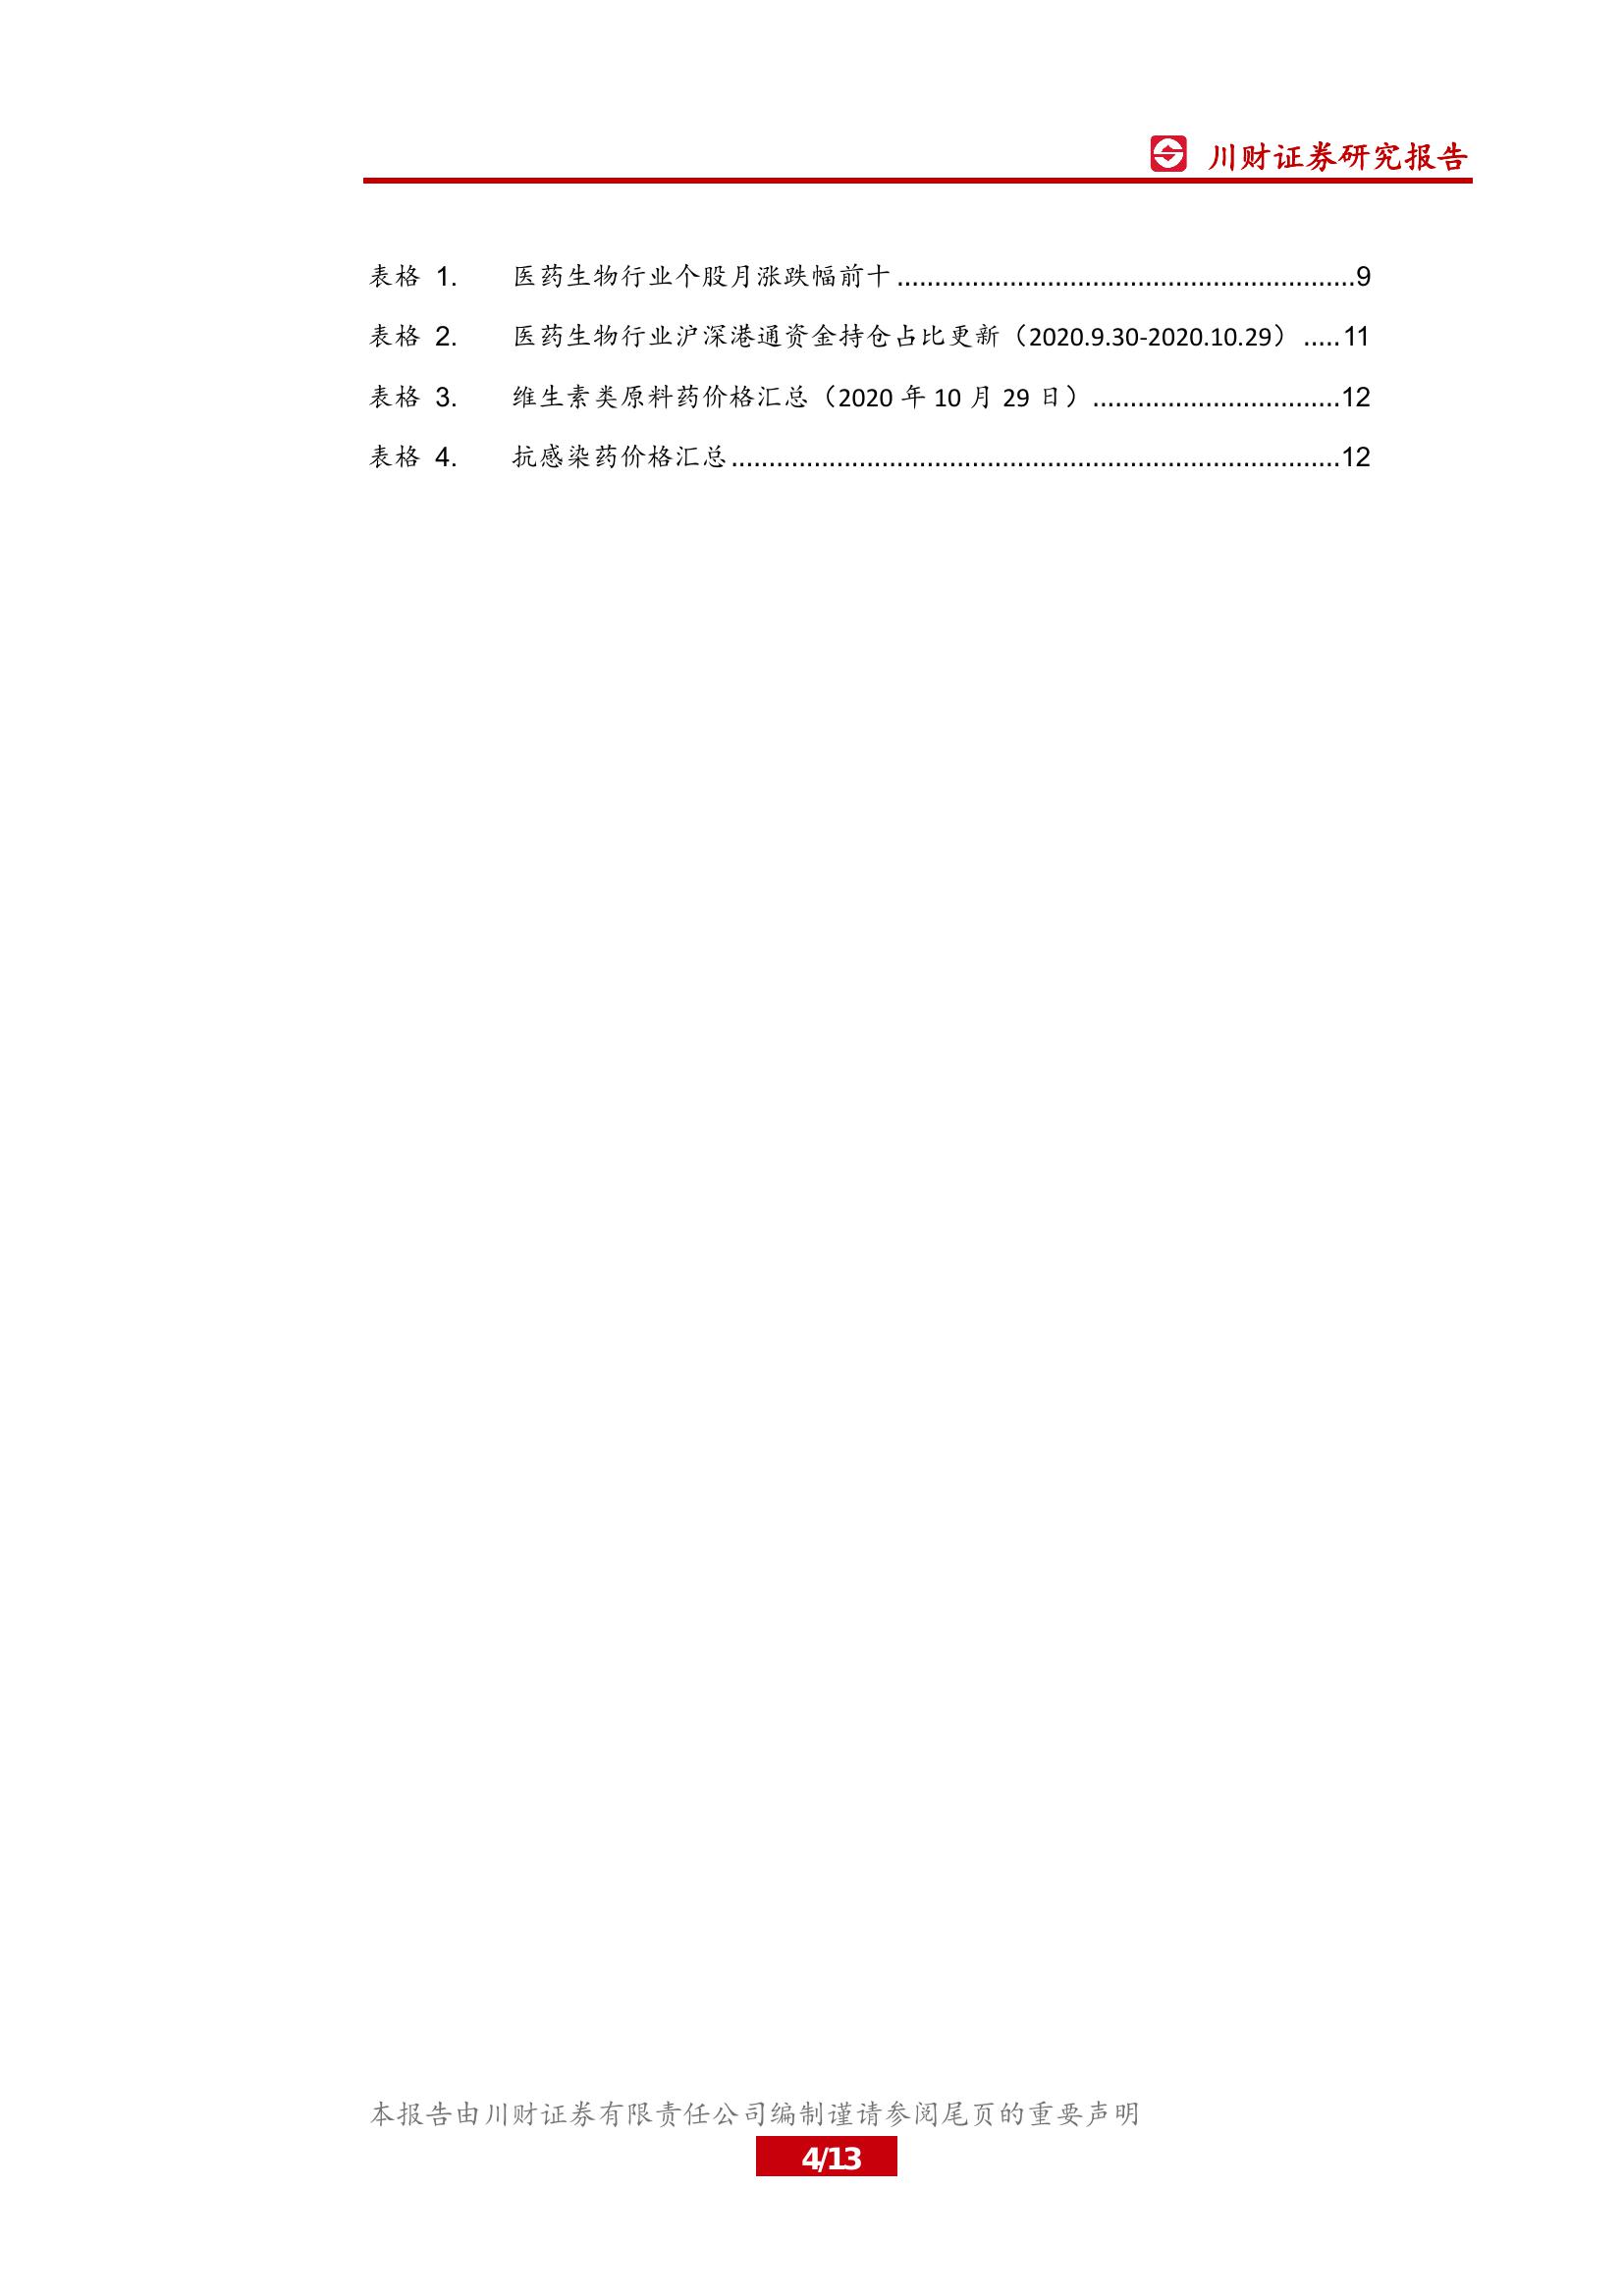 川财证券研究报告
表格 1. 医药生物行业个股月涨跌幅前十.............................................................9
表格 2. 医药生物行业沪深港通资金持仓占比更新（2020.9.30-2020.10.29）.....11
表格 3. 维生素类原料药价格汇总（2020 年 10 月 29 日）.................................12
表格 4. 抗感染药价格汇总.................................................................................12
本报告由川财证券有限责任公司编制谨请参阅尾页的重要声明
4/13